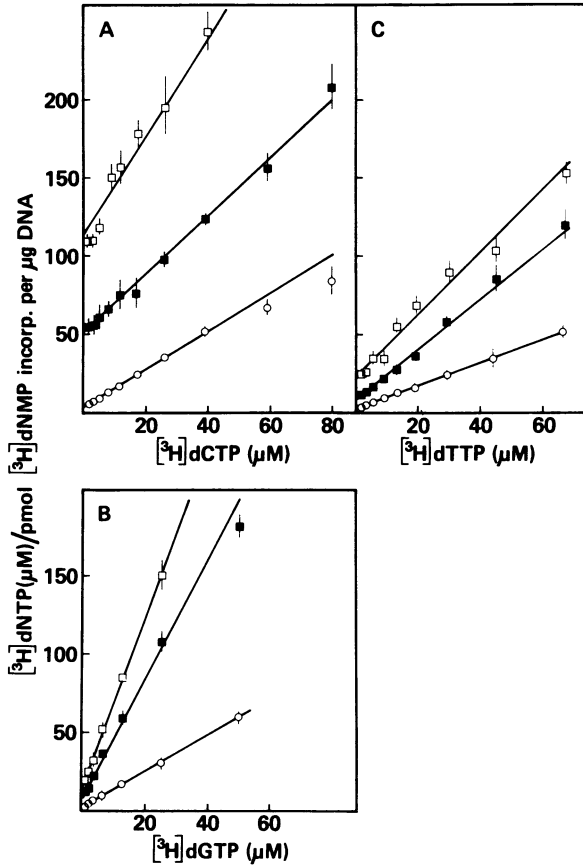 A
C
200
150
100
50
20
40
60
80
[³H]dCTP (µM)
20
40
60
[³H]dTTP (µM)
[³H]dNTP(µM)/pmol [³H]dNMP incorp. per µg DNA
B
150
100
50
20
40
60
[³H]dGTP (µM)